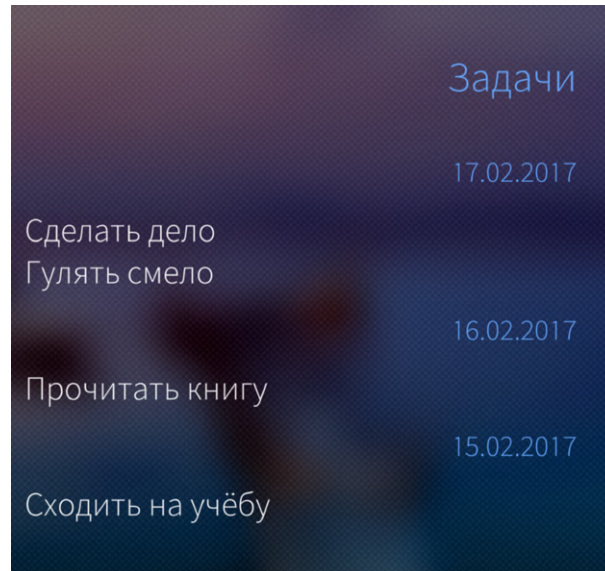 Задачи
17.02.2017
Сделать дело
Гулять смело
16.02.2017
Прочитать книгу
15.02.2017
Сходить на учёбу